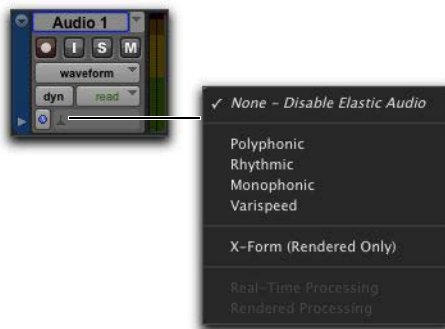 Audio 1
I S M
waveform
dyn read
✓ None – Disable Elastic Audio
Polyphonic
Rhythmic
Monophonic
Varispeed
X-Form (Rendered Only)
Real-Time Processing
Rendered Processing